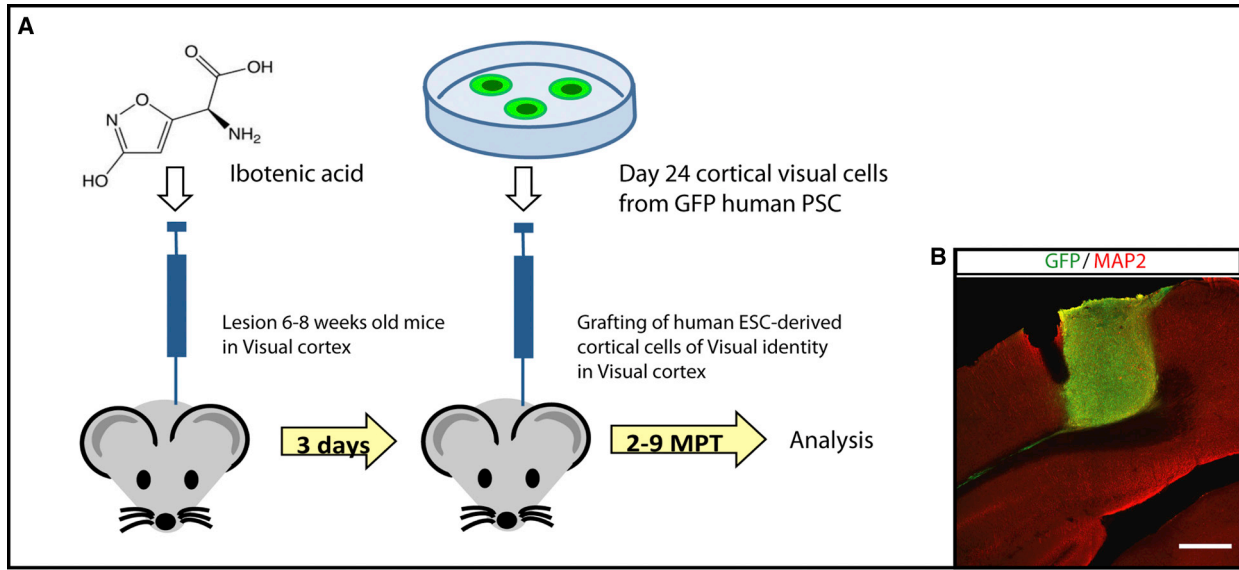 A
O
OH
O
N
NH2
HO
Ibotenic acid
Day 24 cortical visual cells
from GFP human PSC
Lesion 6-8 weeks old mice
in Visual cortex
Grafting of human ESC-derived
cortical cells of Visual identity
in Visual cortex
3 days
2-9 MPT
Analysis
B
GFP/MAP2